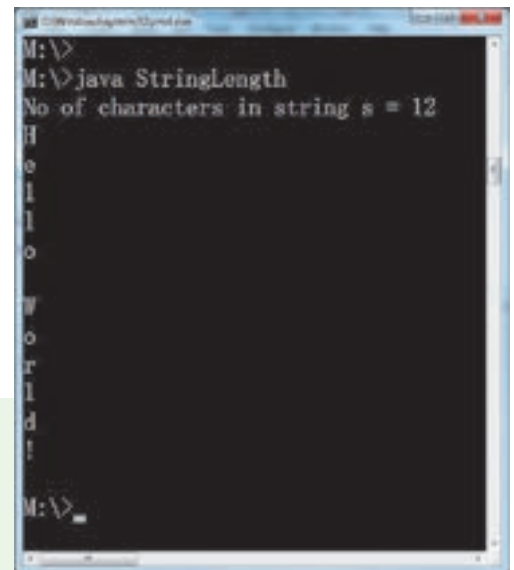 M:\>
M:\>java StringLength
No of characters in string s = 12
H
e
l
l
o
W
o
r
l
d
!
M:\>